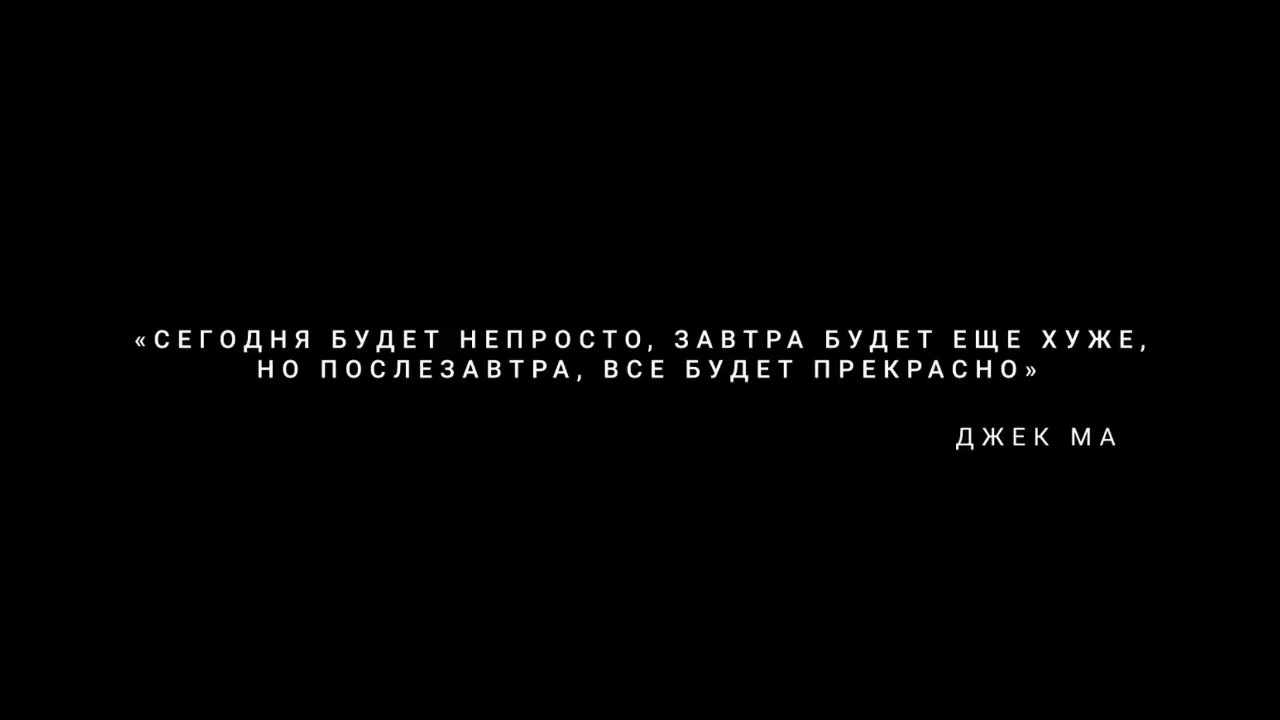 «СЕГОДНЯ БУДЕТ НЕПРОСТО, ЗАВТРА БУДЕТ ЕЩЕ ХУЖЕ,
НО ПОСЛЕЗАВТРА, ВСЕ БУДЕТ ПРЕКРАСНО»
ДЖЕК МА